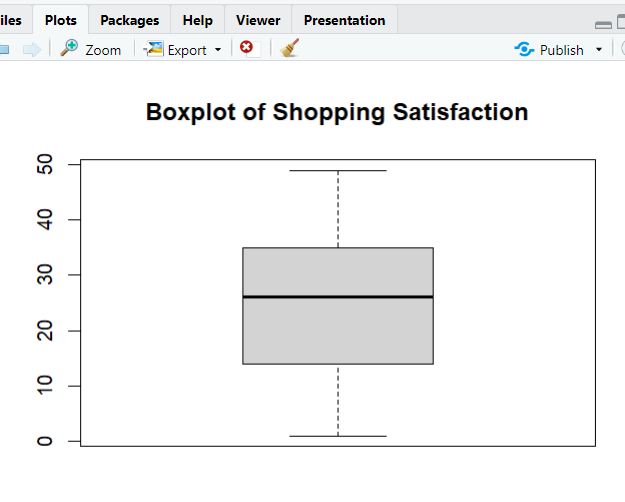 iles Plots Packages Help Viewer Presentation
Zoom Export Publish
Boxplot of Shopping Satisfaction
50
40
30
20
10
0